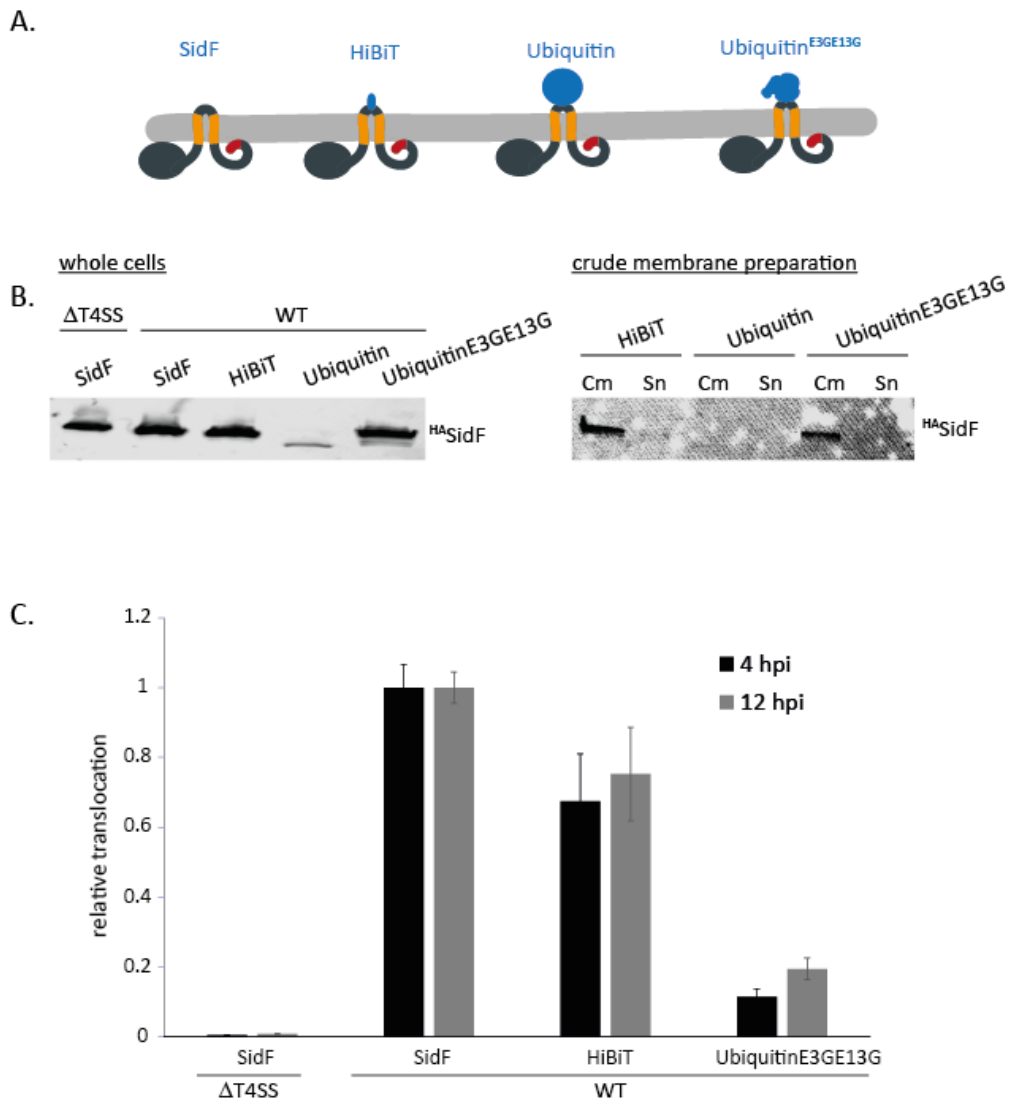 A.
SidF HiBiT Ubiquitin Ubiquitin^E3GE13G
whole cells crude membrane preparation
B.
ΔT4SS WT
SidF SidF HiBiT Ubiquitin UbiquitinE3GE13G
HiBiT Ubiquitin UbiquitinE3GE13G
Cm Sn Cm Sn Cm Sn
HASidF HASidF
C.
1.2
1
0.8
0.6
0.4
0.2
0
relative translocation
4 hpi
12 hpi
SidF SidF HiBiT UbiquitinE3GE13G
ΔT4SS WT